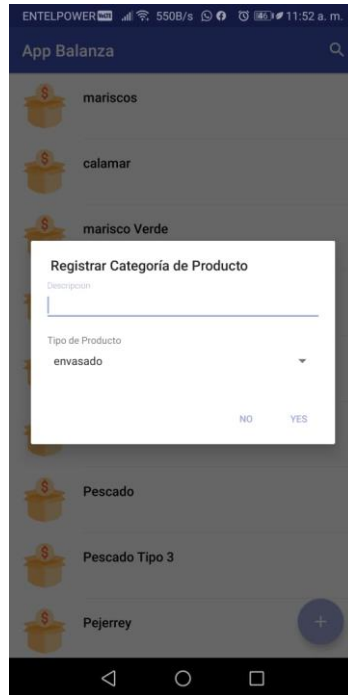 ENTELPOWER 550B/s 11:52 a. m.
App Balanza
mariscos
calamar
marisco Verde
Registrar Categoría de Producto
Descripcion
Tipo de Producto
envasado
NO YES
Pescado
Pescado Tipo 3
Pejerrey